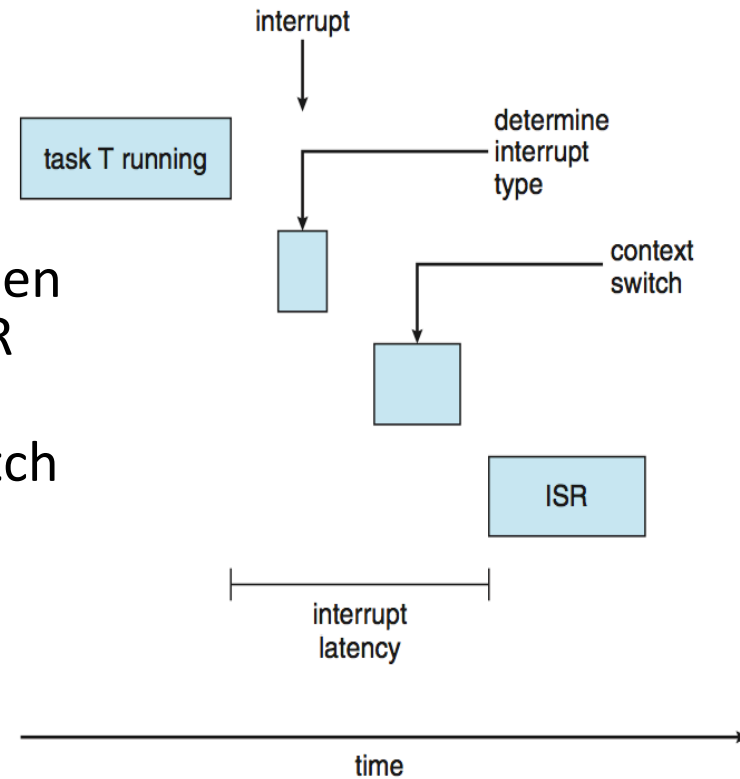 interrupt
task T running
determine
interrupt
type
context
switch
ISR
interrupt
latency
time